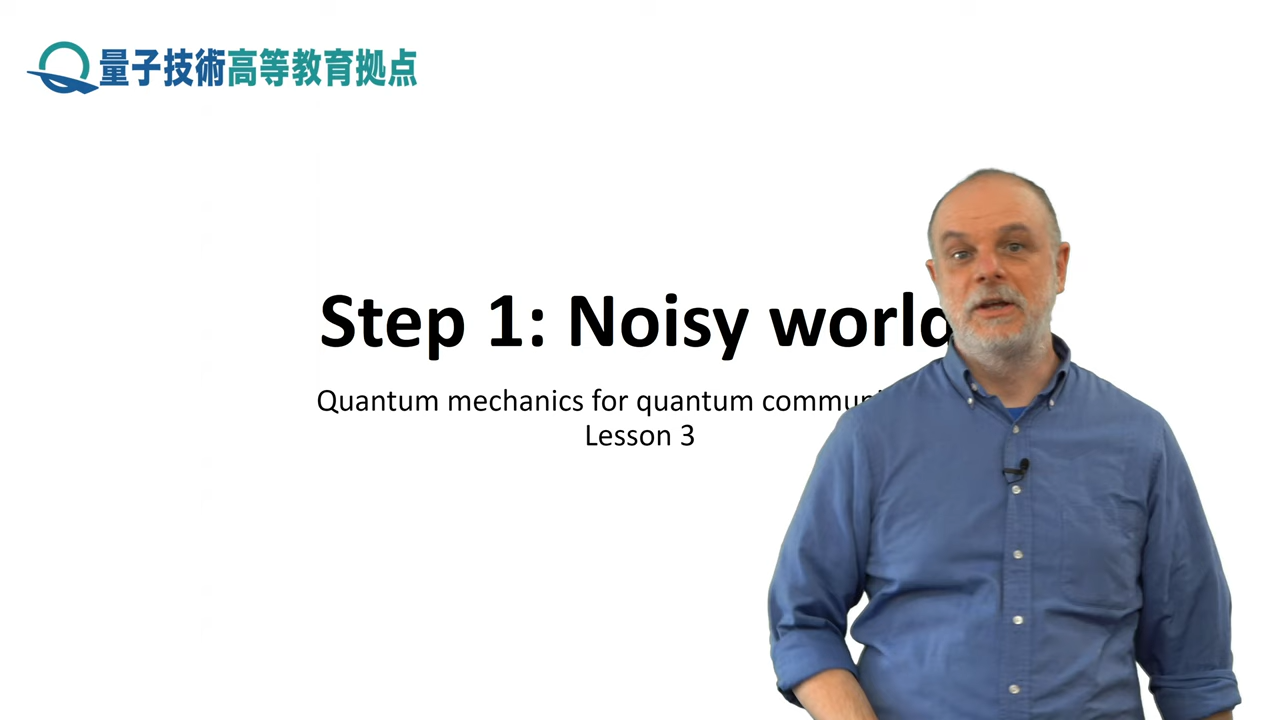 量子技術高等教育拠点
Step 1: Noisy world
Quantum mechanics for quantum
Lesson 3